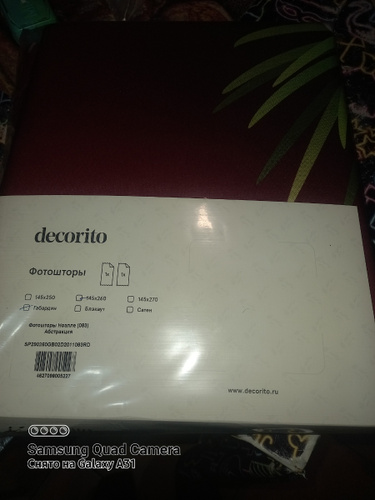 decorito
Фотошторы
145x250 145x260 145x270
Габардин Блэкаут Сатен
Абстракция
www.decorito.ru
Samsung Quad Camera
Снято на Galaxy A31